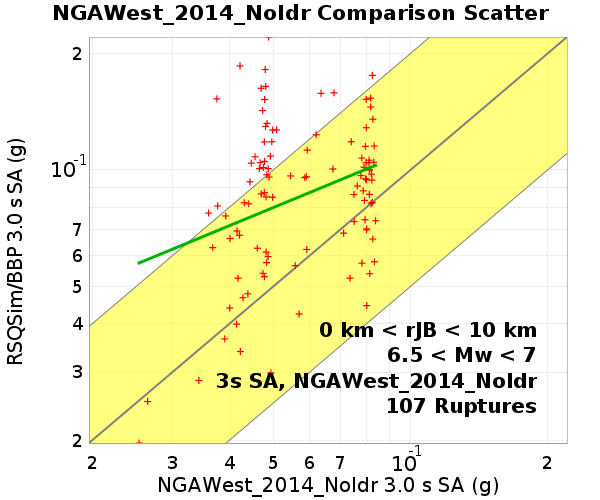 NGAWest_2014_NoIdr Comparison Scatter
RSQSim/BBP 3.0 s SA (g)
2
10-1
7
6
5
4
3
2
0 km < rJB < 10 km
6.5 < Mw < 7
3s SA, NGAWest_2014_NoIdr
107 Ruptures
2 3 4 5 6 7 10-1 2
NGAWest_2014_NoIdr 3.0 s SA (g)